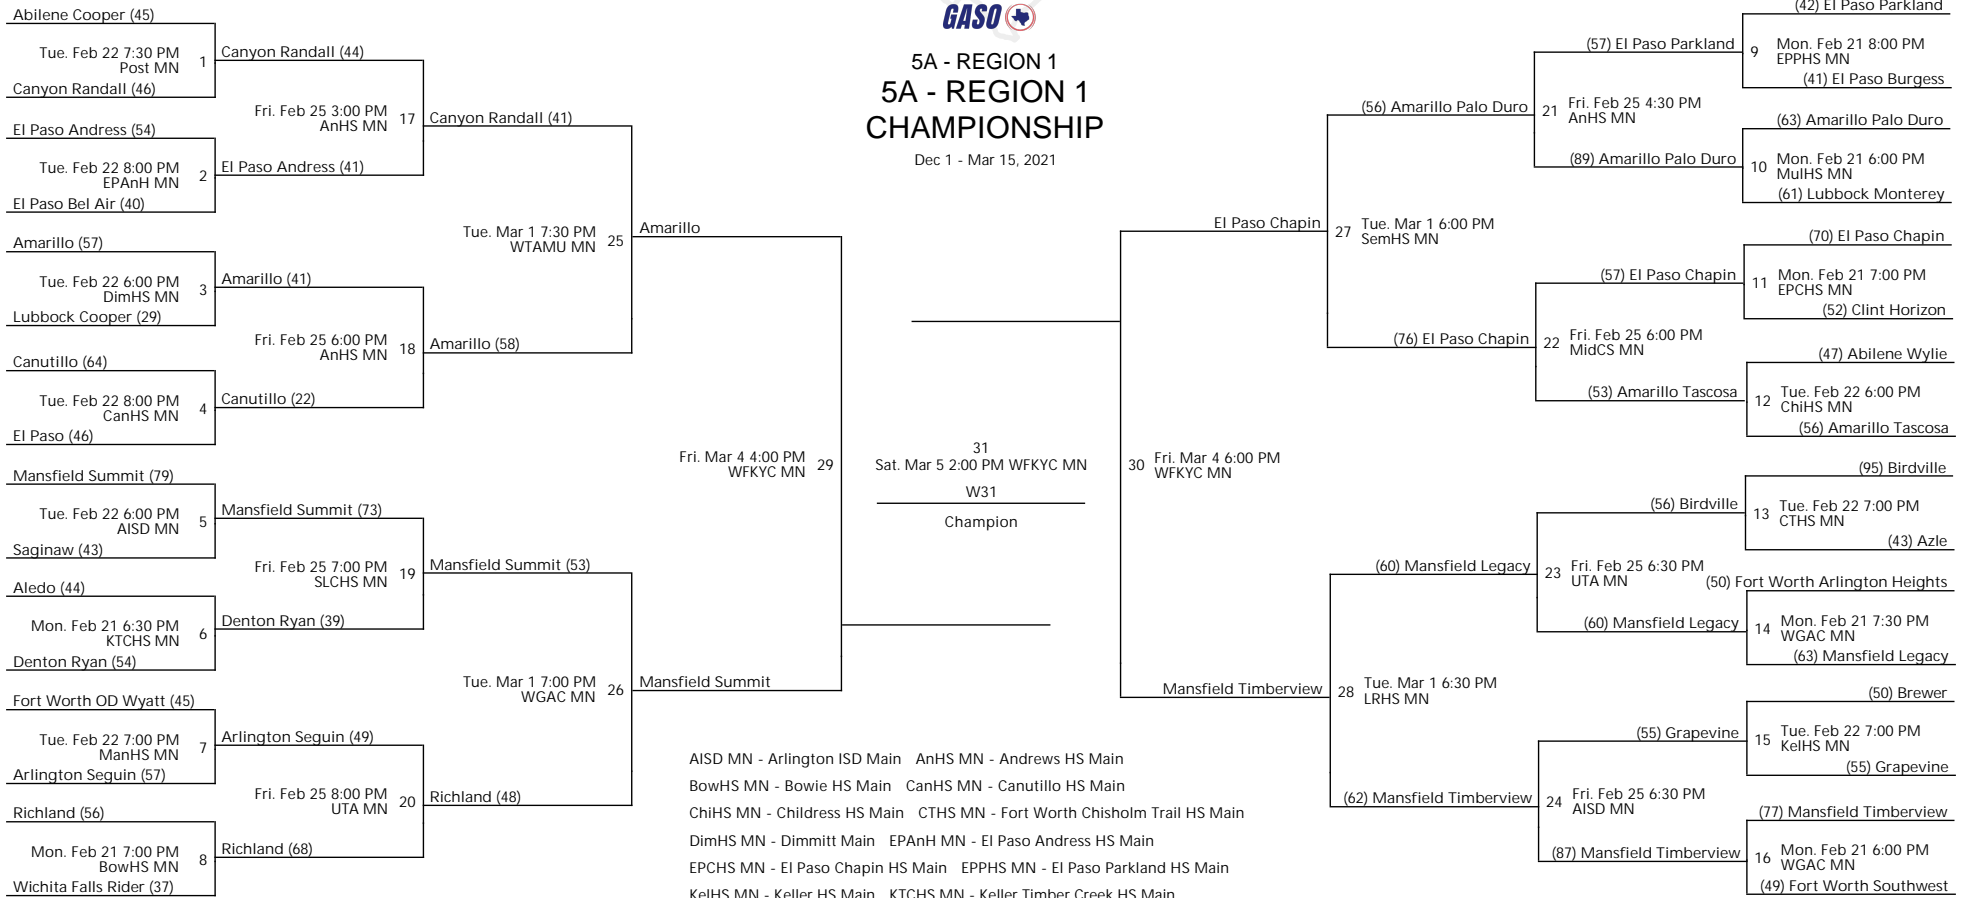 GASO
5A - REGION 1
5A - REGION 1
CHAMPIONSHIP
Dec 1 - Mar 15, 2021
Abilene Cooper (45)
Tue. Feb 22 7:30 PM
Post MN
1
Canyon Randall (46)
Canyon Randall (44)
El Paso Andress (54)
Tue. Feb 22 8:00 PM
EPAnH MN
2
El Paso Bel Air (40)
El Paso Andress (41)
Fri. Feb 25 3:00 PM
AnHS MN
17
Canyon Randall (41)
Amarillo (57)
Tue. Feb 22 6:00 PM
DimHS MN
3
Lubbock Cooper (29)
Amarillo (41)
Canutillo (64)
Tue. Feb 22 8:00 PM
CanHS MN
4
El Paso (46)
Canutillo (22)
Fri. Feb 25 6:00 PM
AnHS MN
18
Amarillo (58)
Tue. Mar 1 7:30 PM
WTAMU MN
25
Amarillo
Mansfield Summit (79)
Tue. Feb 22 6:00 PM
AISD MN
5
Saginaw (43)
Mansfield Summit (73)
Aledo (44)
Mon. Feb 21 6:30 PM
KTCHS MN
6
Denton Ryan (54)
Denton Ryan (39)
Fri. Feb 25 7:00 PM
SLCHS MN
19
Mansfield Summit (53)
Fort Worth OD Wyatt (45)
Tue. Feb 22 7:00 PM
ManHS MN
7
Arlington Seguin (57)
Arlington Seguin (49)
Richland (56)
Mon. Feb 21 7:00 PM
BowHS MN
8
Wichita Falls Rider (37)
Richland (68)
Fri. Feb 25 8:00 PM
UTA MN
20
Richland (48)
Tue. Mar 1 7:00 PM
WGAC MN
26
Mansfield Summit
Fri. Mar 4 4:00 PM
WFKYC MN
29
31
Sat. Mar 5 2:00 PM WFKYC MN
W31
Champion
30
Fri. Mar 4 6:00 PM
WFKYC MN
El Paso Chapin
27
Tue. Mar 1 6:00 PM
SemHS MN
(56) Amarillo Palo Duro
21
Fri. Feb 25 4:30 PM
AnHS MN
(57) El Paso Parkland
(42) El Paso Parkland
9
Mon. Feb 21 8:00 PM
EPPHS MN
(41) El Paso Burgess
(89) Amarillo Palo Duro
(63) Amarillo Palo Duro
10
Mon. Feb 21 6:00 PM
MulHS MN
(61) Lubbock Monterey
(76) El Paso Chapin
22
Fri. Feb 25 6:00 PM
MidCS MN
(57) El Paso Chapin
(70) El Paso Chapin
11
Mon. Feb 21 7:00 PM
EPCHS MN
(52) Clint Horizon
(53) Amarillo Tascosa
(47) Abilene Wylie
12
Tue. Feb 22 6:00 PM
ChiHS MN
(56) Amarillo Tascosa
Mansfield Timberview
28
Tue. Mar 1 6:30 PM
LRHS MN
(60) Mansfield Legacy
23
Fri. Feb 25 6:30 PM
UTA MN
(56) Birdville
(95) Birdville
13
Tue. Feb 22 7:00 PM
CTHS MN
(43) Azle
(60) Mansfield Legacy
(50) Fort Worth Arlington Heights
14
Mon. Feb 21 7:30 PM
WGAC MN
(63) Mansfield Legacy
(62) Mansfield Timberview
24
Fri. Feb 25 6:30 PM
AISD MN
(55) Grapevine
(50) Brewer
15
Tue. Feb 22 7:00 PM
KelHS MN
(55) Grapevine
(87) Mansfield Timberview
(77) Mansfield Timberview
16
Mon. Feb 21 6:00 PM
WGAC MN
(49) Fort Worth Southwest
AISD MN - Arlington ISD Main AnHS MN - Andrews HS Main
BowHS MN - Bowie HS Main CanHS MN - Canutillo HS Main
ChiHS MN - Childress HS Main CTHS MN - Fort Worth Chisholm Trail HS Main
DimHS MN - Dimmitt Main EPAnH MN - El Paso Andress HS Main
EPCHS MN - El Paso Chapin HS Main EPPHS MN - El Paso Parkland HS Main
KelHS MN - Keller HS Main KTCHS MN - Keller Timber Creek HS Main